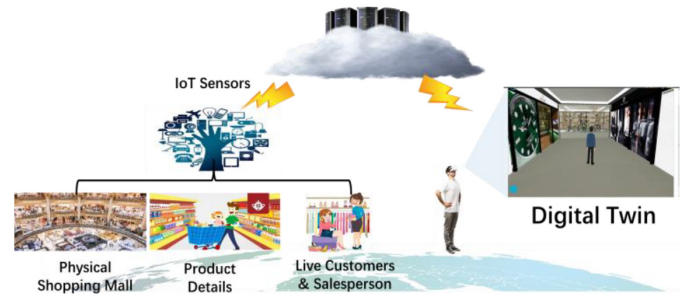 IoT Sensors
Digital Twin
Physical
Shopping Mall
Product
Details
Live Customers
& Salesperson